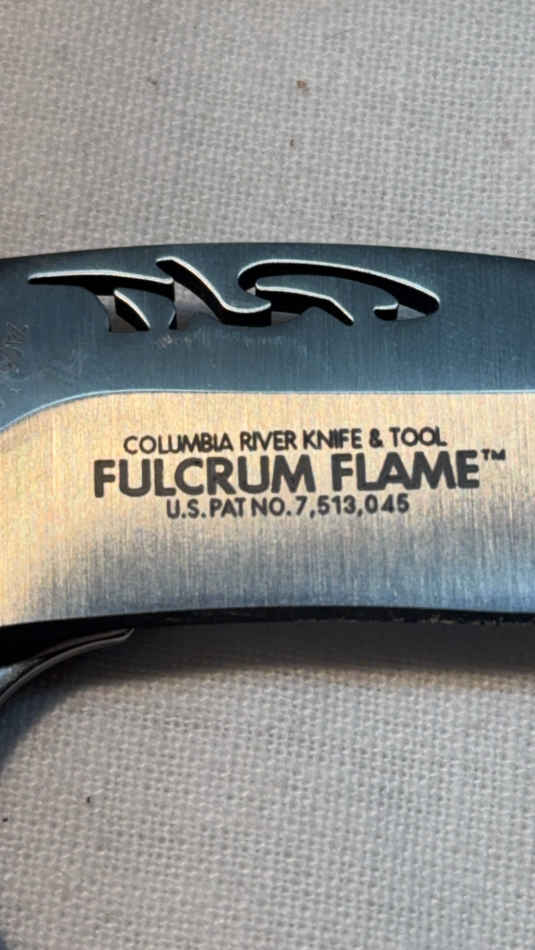 COLUMBIA RIVER KNIFE & TOOL
FULCRUM FLAME™
U.S. PAT NO. 7,513,045